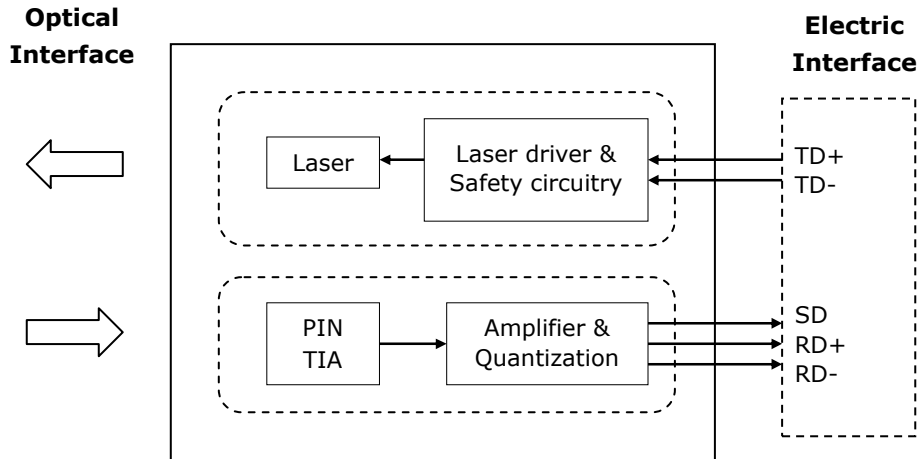 Optical
Interface
Electric
Interface
Laser
Laser driver &
Safety circuitry
TD+
TD-
PIN
TIA
Amplifier &
Quantization
SD
RD+
RD-